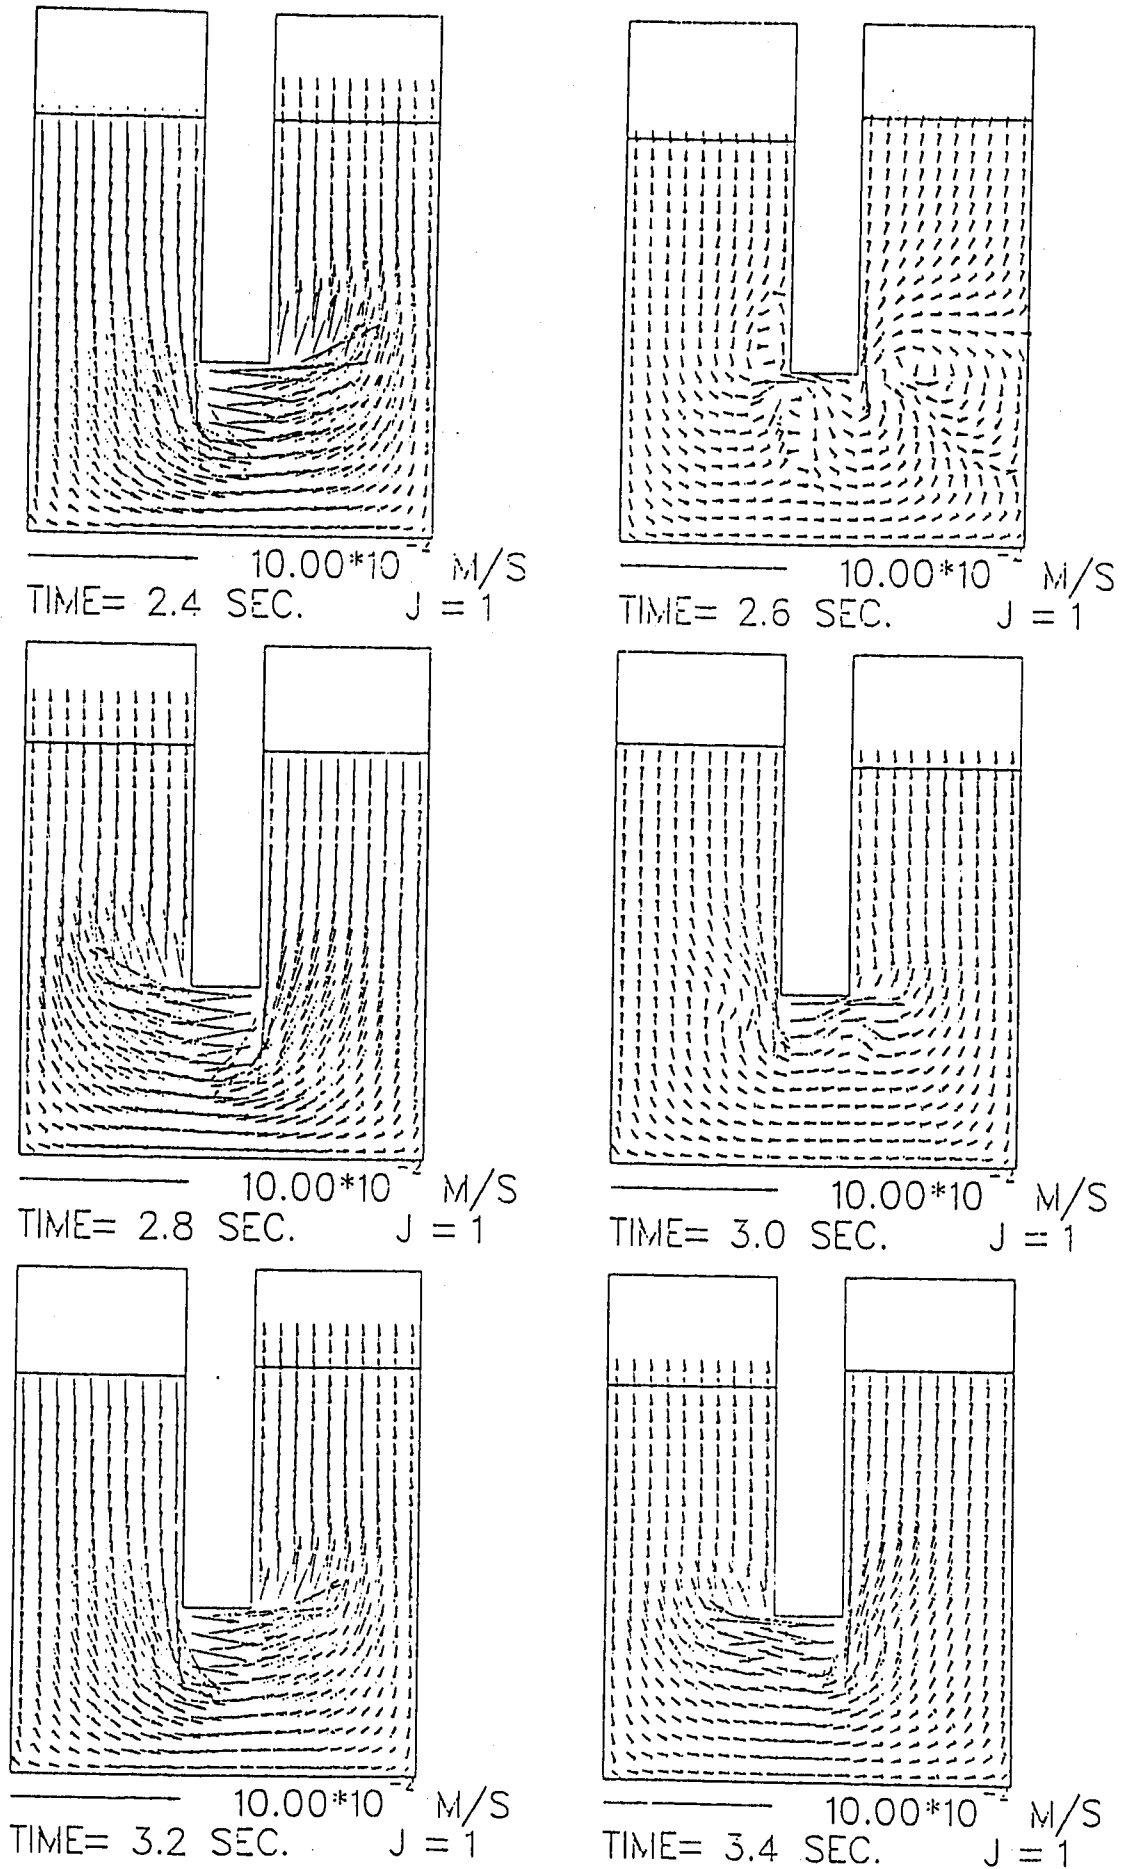 10.00*10⁻² M/S 10.00*10⁻² M/S
TIME= 2.4 SEC. J = 1 TIME= 2.6 SEC. J = 1
10.00*10⁻² M/S 10.00*10⁻² M/S
TIME= 2.8 SEC. J = 1 TIME= 3.0 SEC. J = 1
10.00*10⁻² M/S 10.00*10⁻² M/S
TIME= 3.2 SEC. J = 1 TIME= 3.4 SEC. J = 1